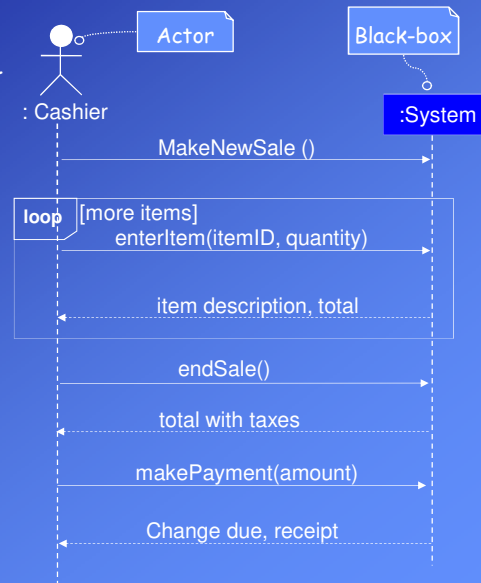 Actor
Black-box
: Cashier
:System
MakeNewSale ()
loop
[more items]
enterItem(itemID, quantity)
item description, total
endSale()
total with taxes
makePayment(amount)
Change due, receipt